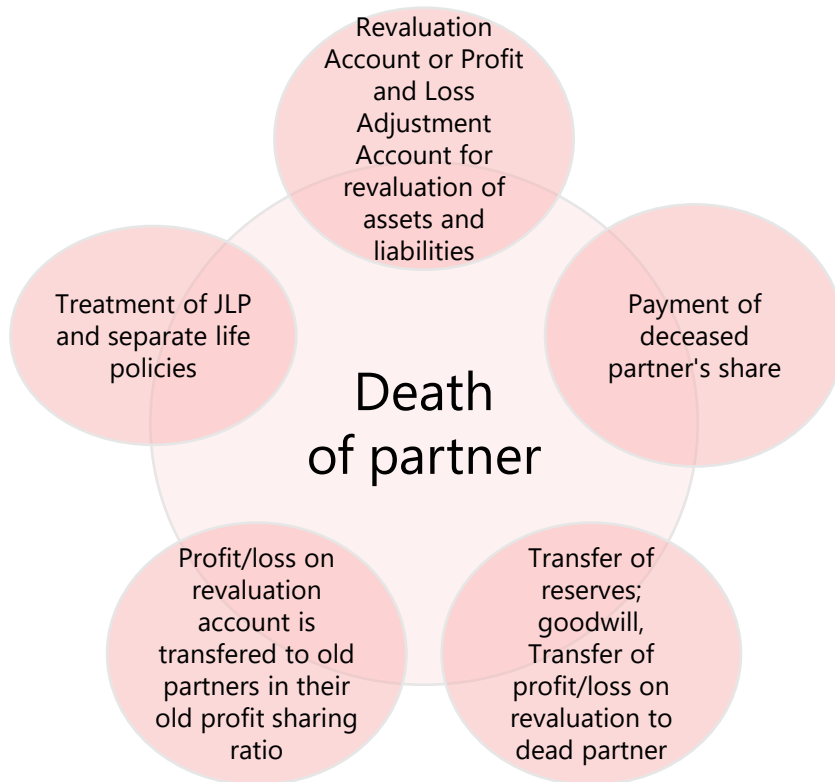 Revaluation
Account or Profit
and Loss
Adjustment
Account for
revaluation of
assets and
liabilities
Treatment of JLP
and separate life
policies
Payment of
deceased
partner's share
Death
of partner
Profit/loss on
revaluation
account is
transfered to old
partners in their
old profit sharing
ratio
Transfer of
reserves;
goodwill,
Transfer of
profit/loss on
revaluation to
dead partner